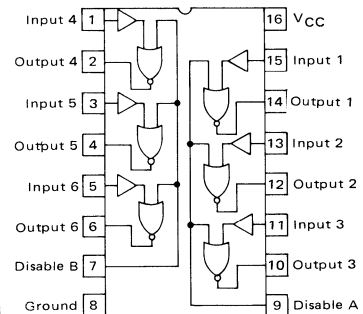 Input 4 1 16 VCC
Output 4 2 15 Input 1
Input 5 3 14 Output 1
Output 5 4 13 Input 2
Input 6 5 12 Output 2
Output 6 6 11 Input 3
Disable B 7 10 Output 3
Ground 8 9 Disable A